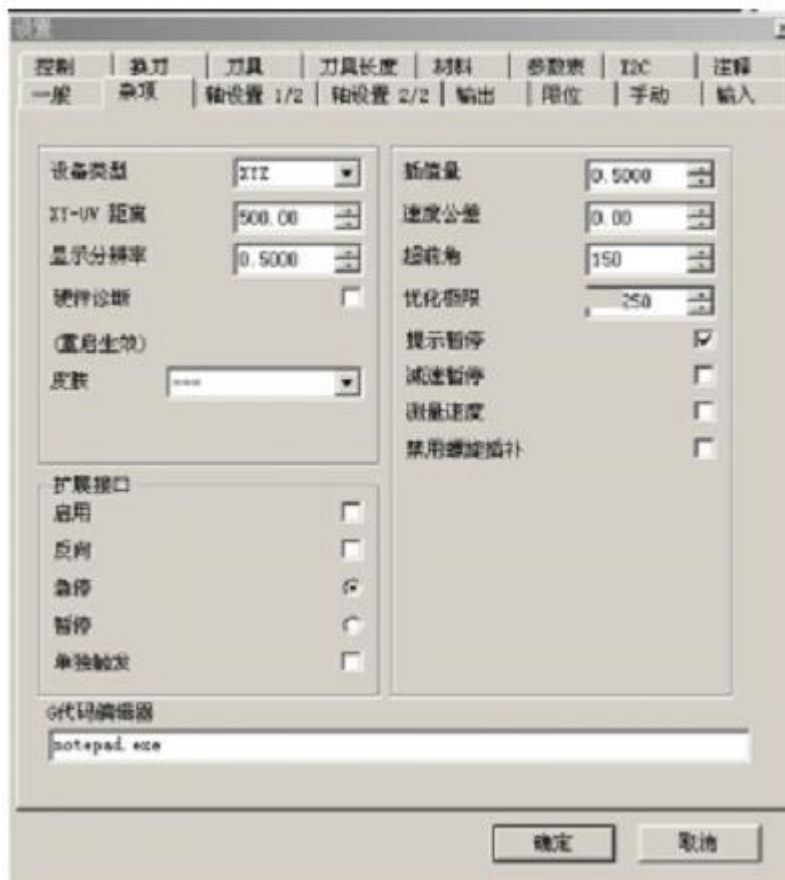 设置
控制 换刀 刀具 刀具长度 材料 参数表 I2C 注释
一般 杂项 轴设置 1/2 轴设置 2/2 输出 限位 手动 输入
设备类型 XYZ
XY-UV 距离 500.00
显示分辨率 0.5000
硬件诊断
(重启生效)
皮肤 ===
插值量 0.5000
速度公差 0.00
超前角 150
优化极限 250
提示暂停
减速暂停
测量速度
禁用螺旋插补
扩展接口
启用
反向
急停
暂停
单独触发
G代码编辑器
notepad.exe
确定 取消